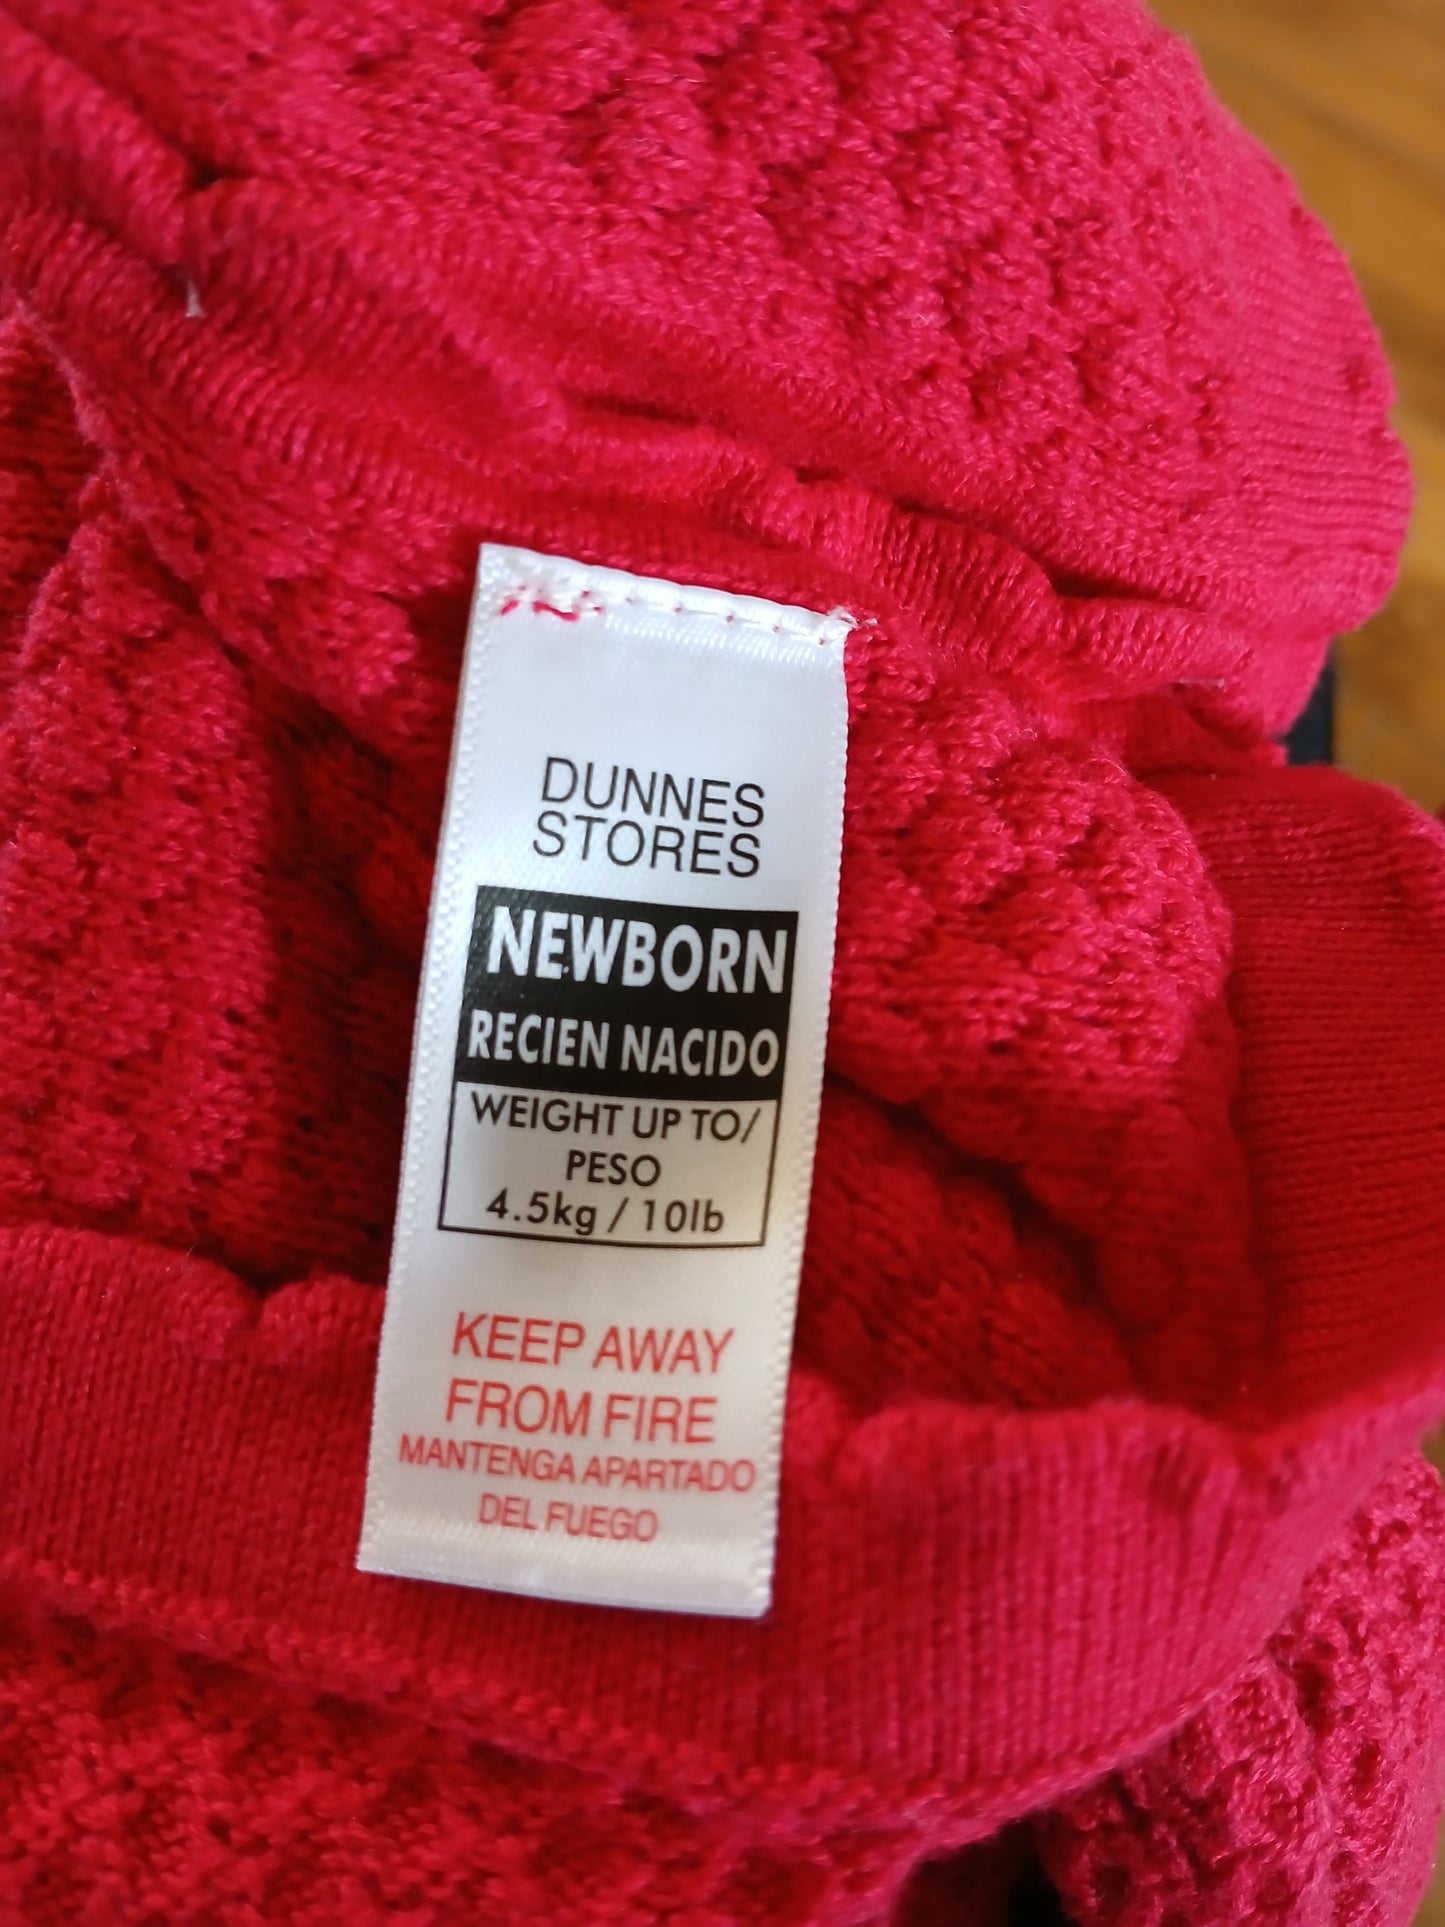 DUNNES
STORES
NEWBORN
RECIEN NACIDO
WEIGHT UP TO/
PESO
4.5kg / 10lb
KEEP AWAY
FROM FIRE
MANTENGA APARTADO
DEL FUEGO